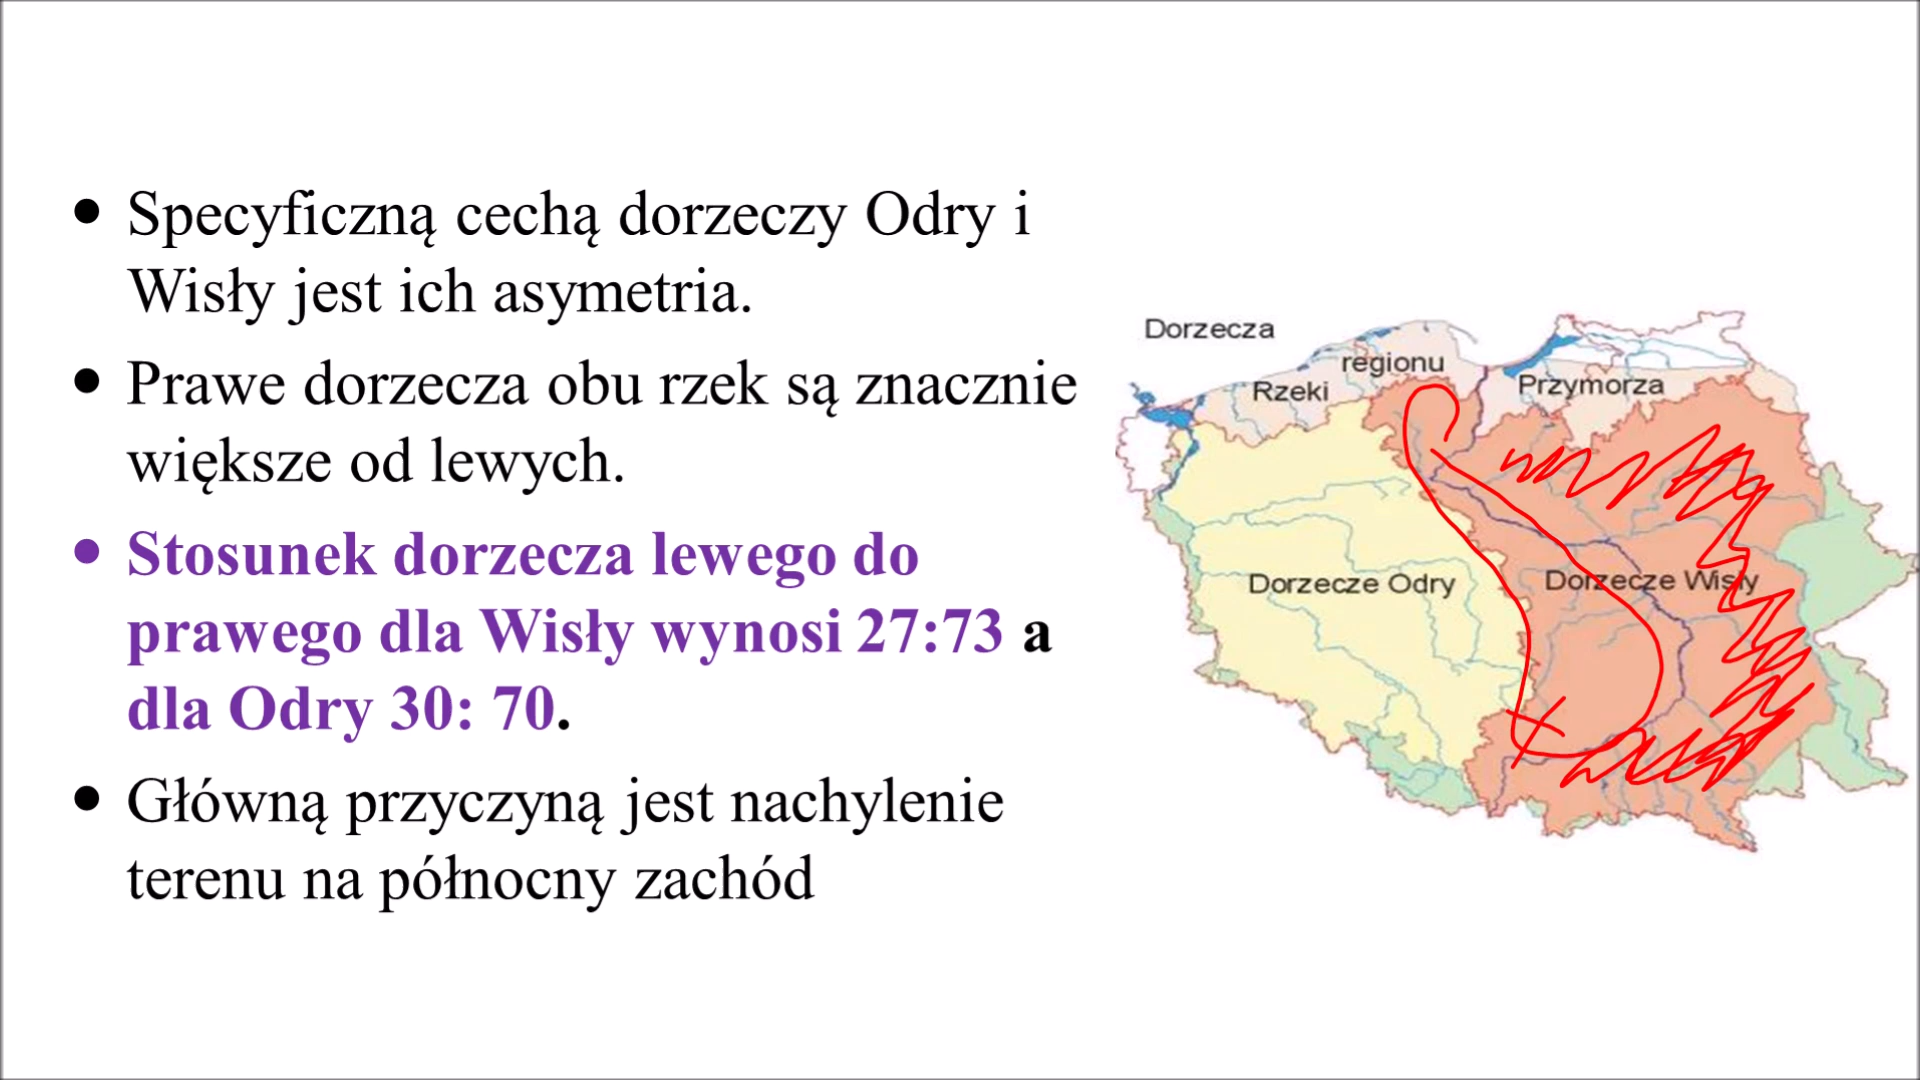 • Specyficzną cechą dorzeczy Odry i
Wisły jest ich asymetria.
• Prawe dorzecza obu rzek są znacznie
większe od lewych.
• Stosunek dorzecza lewego do
prawego dla Wisły wynosi 27:73 a
dla Odry 30: 70.
• Główną przyczyną jest nachylenie
terenu na północny zachód
Dorzecza
regionu
Rzeki
Przymorza
Dorzecze Odry
Dorzecze Wisły